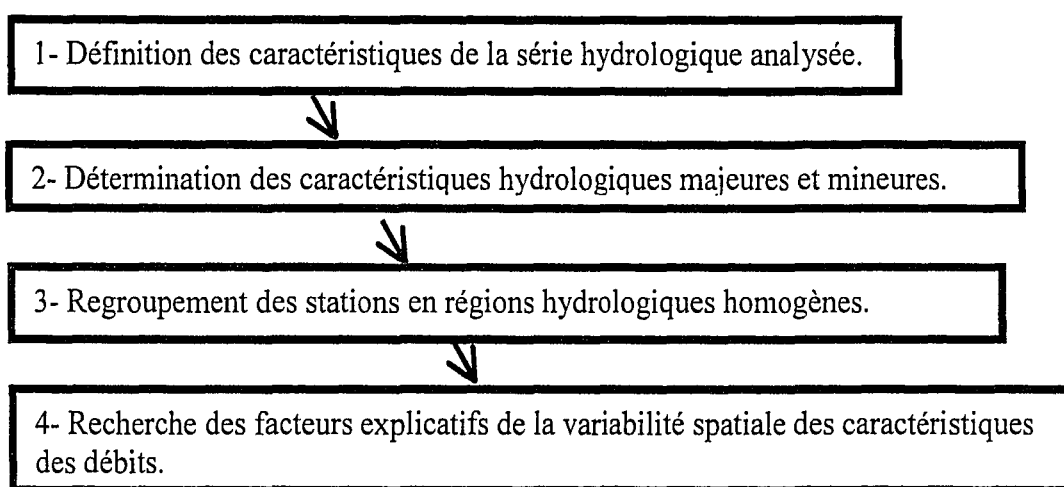 1- Définition des caractéristiques de la série hydrologique analysée.
2- Détermination des caractéristiques hydrologiques majeures et mineures.
3- Regroupement des stations en régions hydrologiques homogènes.
4- Recherche des facteurs explicatifs de la variabilité spatiale des caractéristiques
des débits.